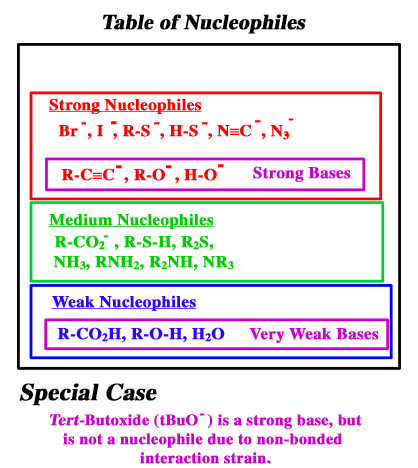 Table of Nucleophiles
Strong Nucleophiles
Br⁻, I⁻, R-S⁻, H-S⁻, N≡C⁻, N₃⁻
R-C≡C⁻, R-O⁻, H-O⁻ Strong Bases
Medium Nucleophiles
R-CO₂⁻, R-S-H, R₂S,
NH₃, RNH₂, R₂NH, NR₃
Weak Nucleophiles
R-CO₂H, R-O-H, H₂O Very Weak Bases
Special Case
Tert-Butoxide (tBuO⁻) is a strong base, but
is not a nucleophile due to non-bonded
interaction strain.